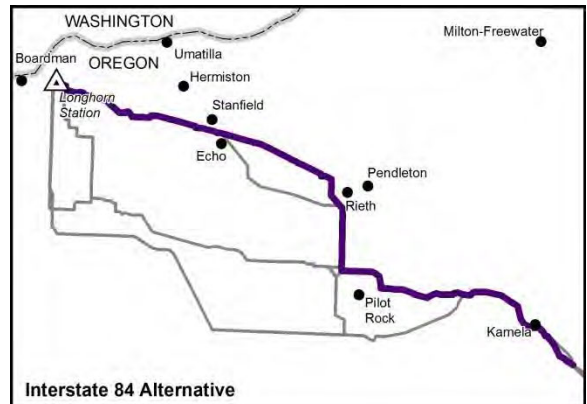 WASHINGTON
Milton-Freewater
Umatilla
Boardman
OREGON
Hermiston
Longhorn
Station
Stanfield
Echo
Pendleton
Rieth
Pilot
Rock
Kamela
Interstate 84 Alternative